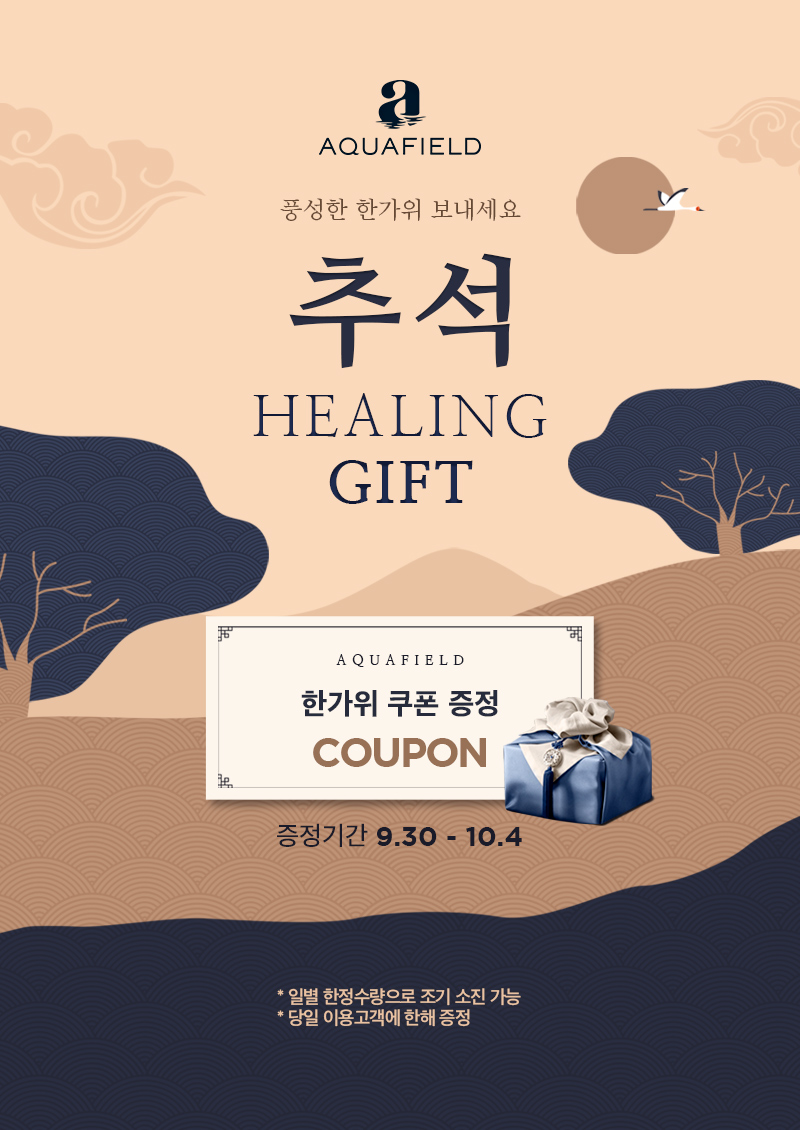 a
AQUAFIELD
풍성한 한가위 보내세요
추석
HEALING
GIFT
AQUAFIELD
한가위 쿠폰 증정
COUPON
증정기간 9.30 - 10.4
* 일별 한정수량으로 조기 소진 가능
* 당일 이용고객에 한해 증정